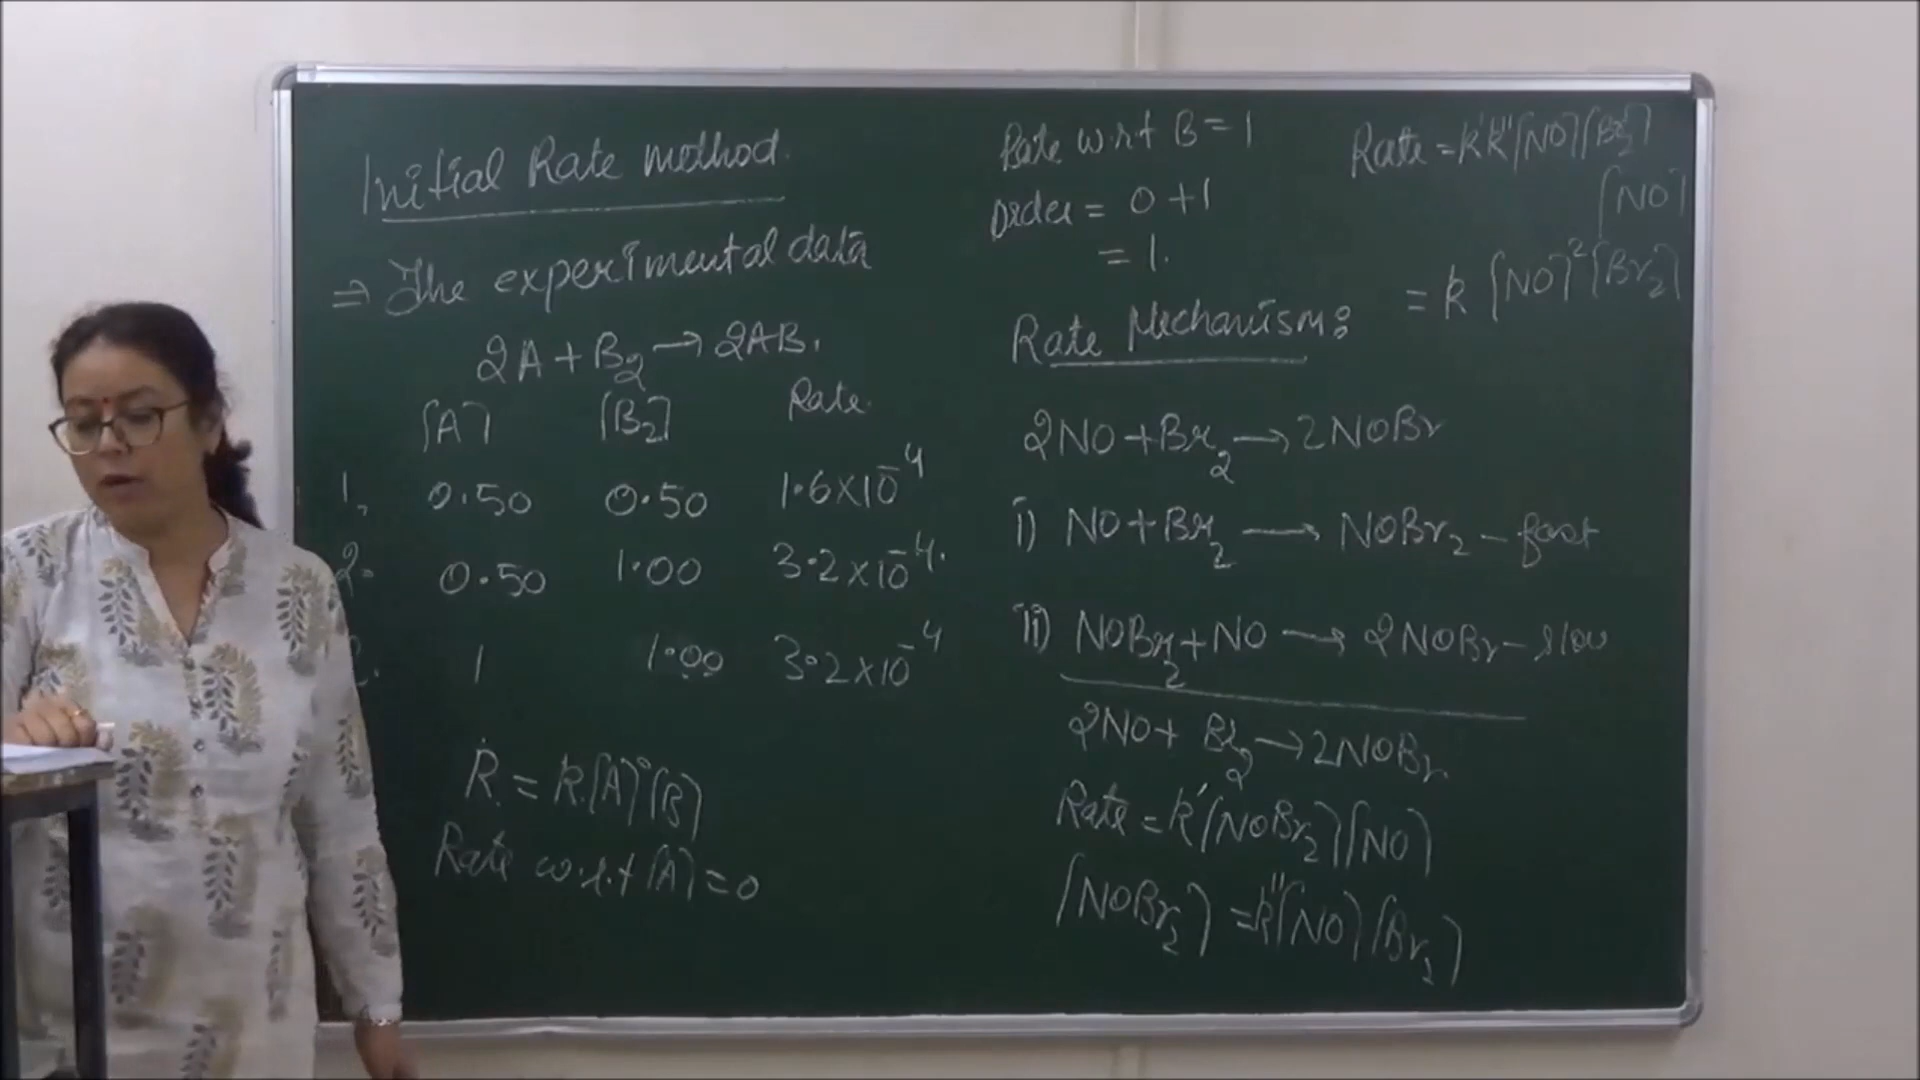 Initial Rate method.
⇒ The experimental data
2A + B₂ → 2AB.
[A] [B₂] Rate.
1. 0.50 0.50 1.6×10⁻⁴
2. 0.50 1.00 3.2×10⁻⁴.
1 1.00 3.2×10⁻⁴
R = k[A]⁰[B]
Rate w.r.t [A] = 0
Rate w.r.t B = 1
Order = 0 + 1
= 1.
Rate Mechanism:
2NO + Br₂ → 2NOBr
i) NO + Br₂ → NOBr₂ - fast
ii) NOBr₂ + NO → 2NOBr - slow
2NO + Br₂ → 2NOBr.
Rate = k′[NOBr₂][NO]
[NOBr₂] = k″[NO][Br₂]
Rate = k′k″[NO][Br₂]
[NO]
= k [NO]²[Br₂]